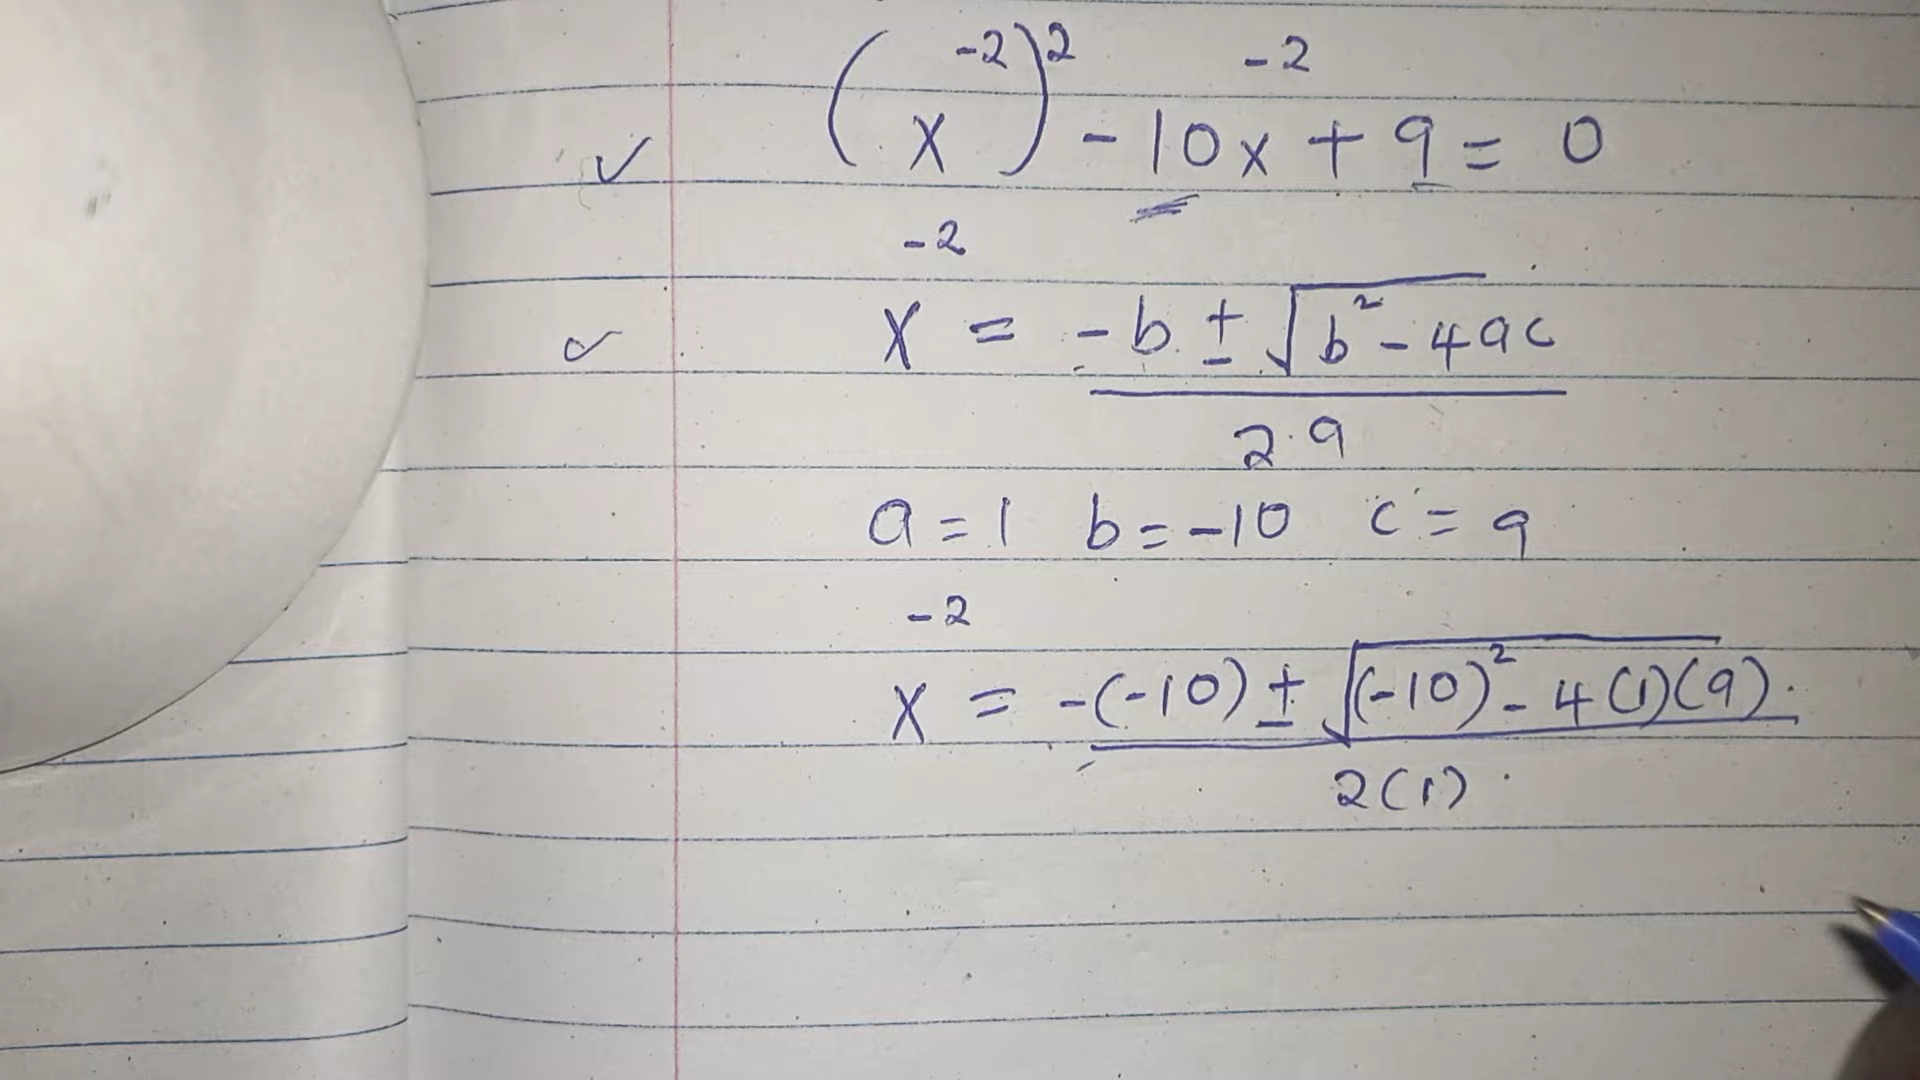 (x^-2)^2 - 10x^-2 + 9 = 0
x^-2 = -b ± √(b^2 - 4ac) / 2·a
a = 1 b = -10 c = 9
x^-2 = -(-10) ± √((-10)^2 - 4(1)(9)) / 2(1)